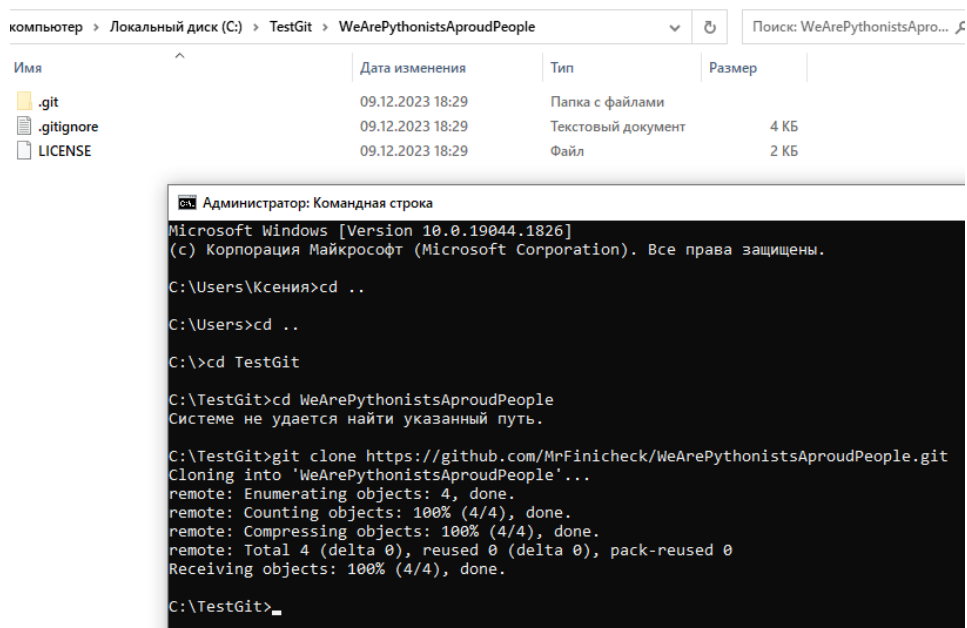 компьютер > Локальный диск (C:) > TestGit > WeArePythonistsAproudPeople Поиск: WeArePythonistsApro...
Имя Дата изменения Тип Размер
.git 09.12.2023 18:29 Папка с файлами
.gitignore 09.12.2023 18:29 Текстовый документ 4 КБ
LICENSE 09.12.2023 18:29 Файл 2 КБ
Администратор: Командная строка
Microsoft Windows [Version 10.0.19044.1826]
(c) Корпорация Майкрософт (Microsoft Corporation). Все права защищены.
C:\Users\Ксения>cd ..
C:\Users>cd ..
C:\>cd TestGit
C:\TestGit>cd WeArePythonistsAproudPeople
Системе не удается найти указанный путь.
C:\TestGit>git clone https://github.com/MrFinicheck/WeArePythonistsAproudPeople.git
Cloning into 'WeArePythonistsAproudPeople'...
remote: Enumerating objects: 4, done.
remote: Counting objects: 100% (4/4), done.
remote: Compressing objects: 100% (4/4), done.
remote: Total 4 (delta 0), reused 0 (delta 0), pack-reused 0
Receiving objects: 100% (4/4), done.
C:\TestGit>